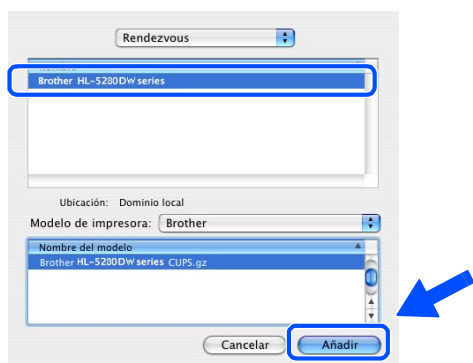 Rendezvous
Brother HL-5280DW series
Ubicación: Dominio local
Modelo de impresora: Brother
Nombre del modelo
Brother HL-5280DW series CUPS.gz
Cancelar Añadir